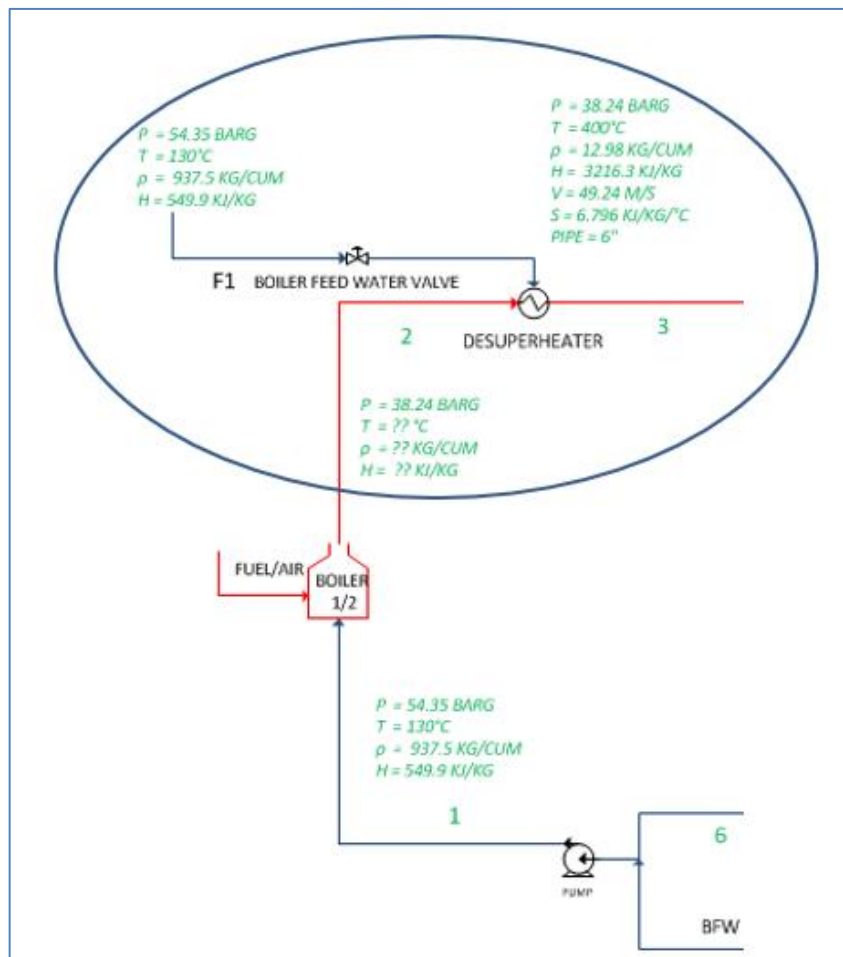 P = 54.35 BARG
T = 130°C
ρ = 937.5 KG/CUM
H = 549.9 KJ/KG
P = 38.24 BARG
T = 400°C
ρ = 12.98 KG/CUM
H = 3216.3 KJ/KG
V = 49.24 M/S
S = 6.796 KJ/KG/°C
PIPE = 6"
F1 BOILER FEED WATER VALVE
2
DESUPERHEATER
3
P = 38.24 BARG
T = ?? °C
ρ = ?? KG/CUM
H = ?? KJ/KG
FUEL/AIR
BOILER
1/2
P = 54.35 BARG
T = 130°C
ρ = 937.5 KG/CUM
H = 549.9 KJ/KG
1
6
PUMP
BFW